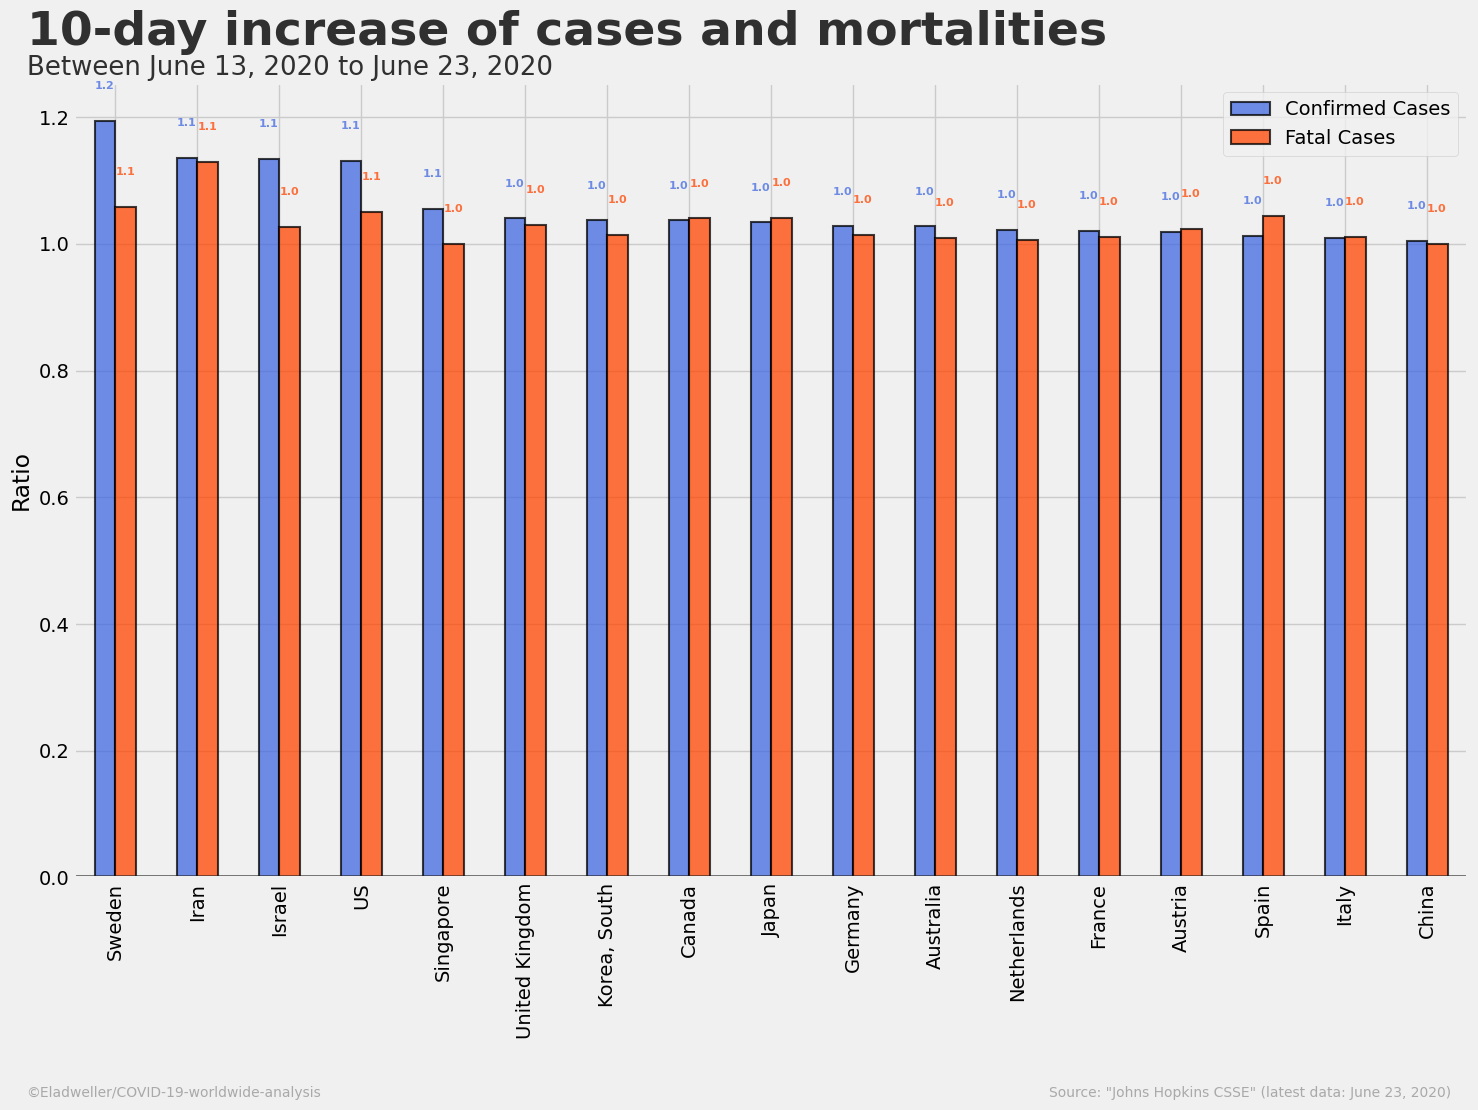 10-day increase of cases and mortalities
Between June 13, 2020 to June 23, 2020
Confirmed Cases
Fatal Cases
1.2 1.1 1.1 1.1 1.1 1.0 1.1 1.1 1.1 1.0 1.0 1.0 1.0 1.0 1.0 1.0 1.0 1.0 1.0 1.0 1.0 1.0 1.0 1.0 1.0 1.0 1.0 1.0 1.0 1.0 1.0 1.0 1.0 1.0
1.2
1.0
0.8
0.6
0.4
0.2
0.0
Ratio
Sweden
Iran
Israel
US
Singapore
United Kingdom
Korea, South
Canada
Japan
Germany
Australia
Netherlands
France
Austria
Spain
Italy
China
©Eladweller/COVID-19-worldwide-analysis
Source: "Johns Hopkins CSSE" (latest data: June 23, 2020)